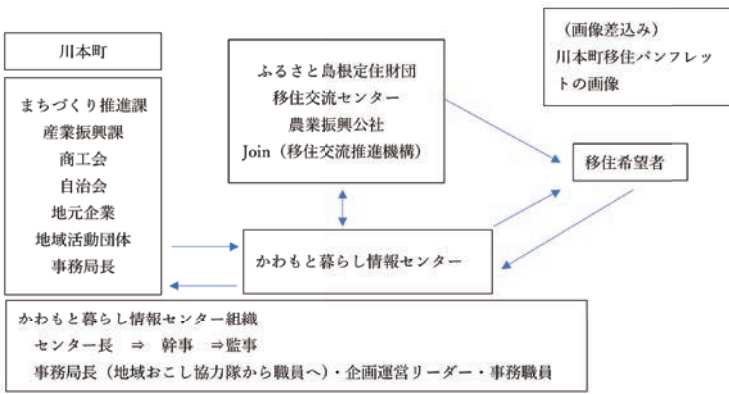 川本町
まちづくり推進課
産業振興課
商工会
自治会
地元企業
地域活動団体
事務局長
ふるさと島根定住財団
移住交流センター
農業振興公社
Join（移住交流推進機構）
（画像差込み）
川本町移住パンフレッ
トの画像
移住希望者
かわもと暮らし情報センター
かわもと暮らし情報センター組織
センター長　⇒　幹事　⇒監事
事務局長（地域おこし協力隊から職員へ）・企画運営リーダー・事務職員